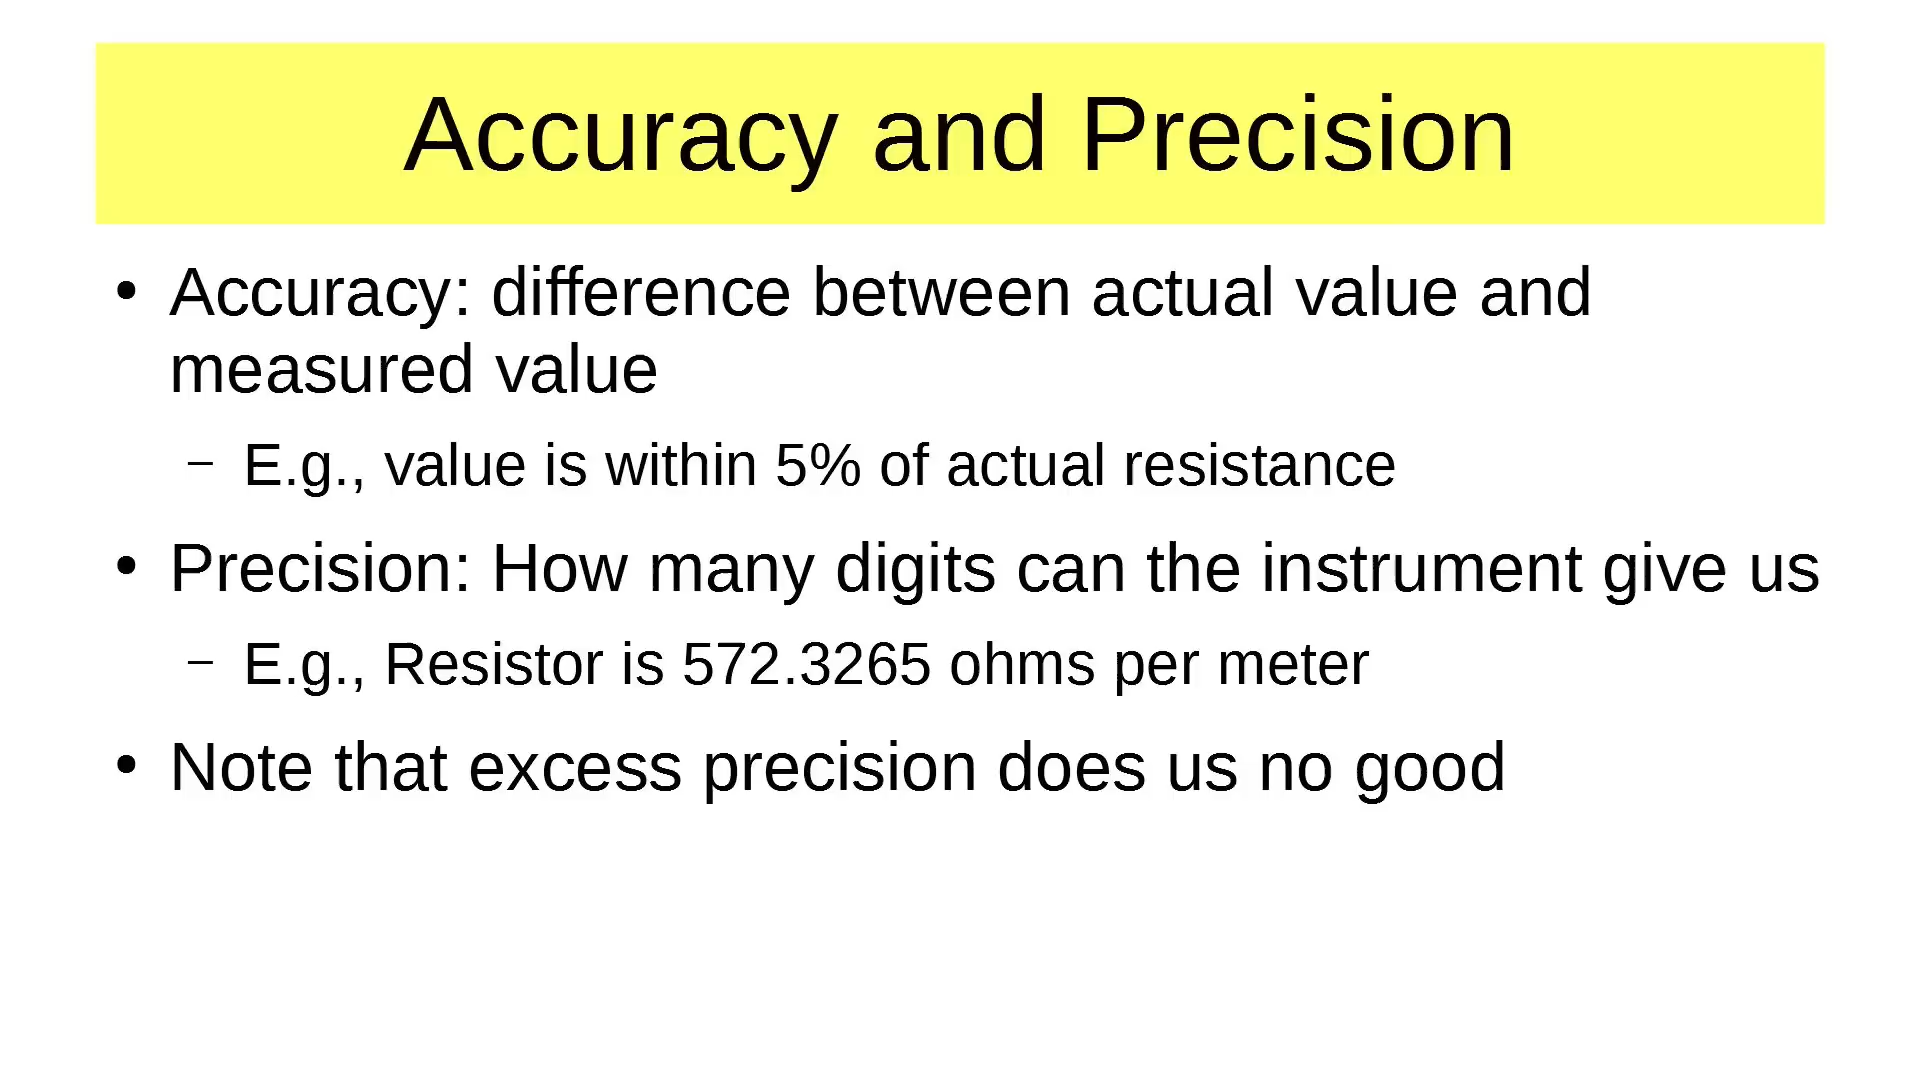 Accuracy and Precision
• Accuracy: difference between actual value and
measured value
– E.g., value is within 5% of actual resistance
• Precision: How many digits can the instrument give us
– E.g., Resistor is 572.3265 ohms per meter
• Note that excess precision does us no good